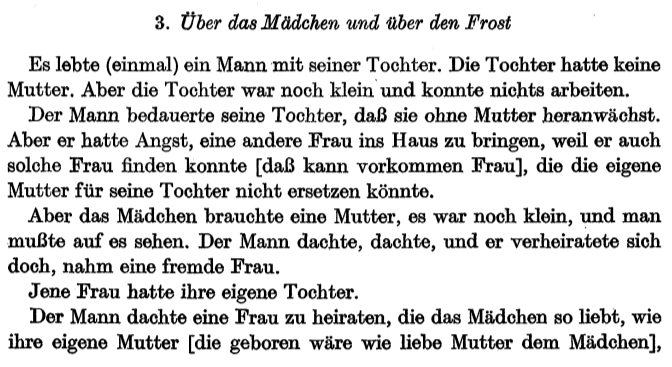 3. Über das Mädchen und über den Frost
Es lebte (einmal) ein Mann mit seiner Tochter. Die Tochter hatte keine
Mutter. Aber die Tochter war noch klein und konnte nichts arbeiten.
Der Mann bedauerte seine Tochter, daß sie ohne Mutter heranwächst.
Aber er hatte Angst, eine andere Frau ins Haus zu bringen, weil er auch
solche Frau finden konnte [daß kann vorkommen Frau], die die eigene
Mutter für seine Tochter nicht ersetzen könnte.
Aber das Mädchen brauchte eine Mutter, es war noch klein, und man
mußte auf es sehen. Der Mann dachte, dachte, und er verheiratete sich
doch, nahm eine fremde Frau.
Jene Frau hatte ihre eigene Tochter.
Der Mann dachte eine Frau zu heiraten, die das Mädchen so liebt, wie
ihre eigene Mutter [die geboren wäre wie liebe Mutter dem Mädchen],